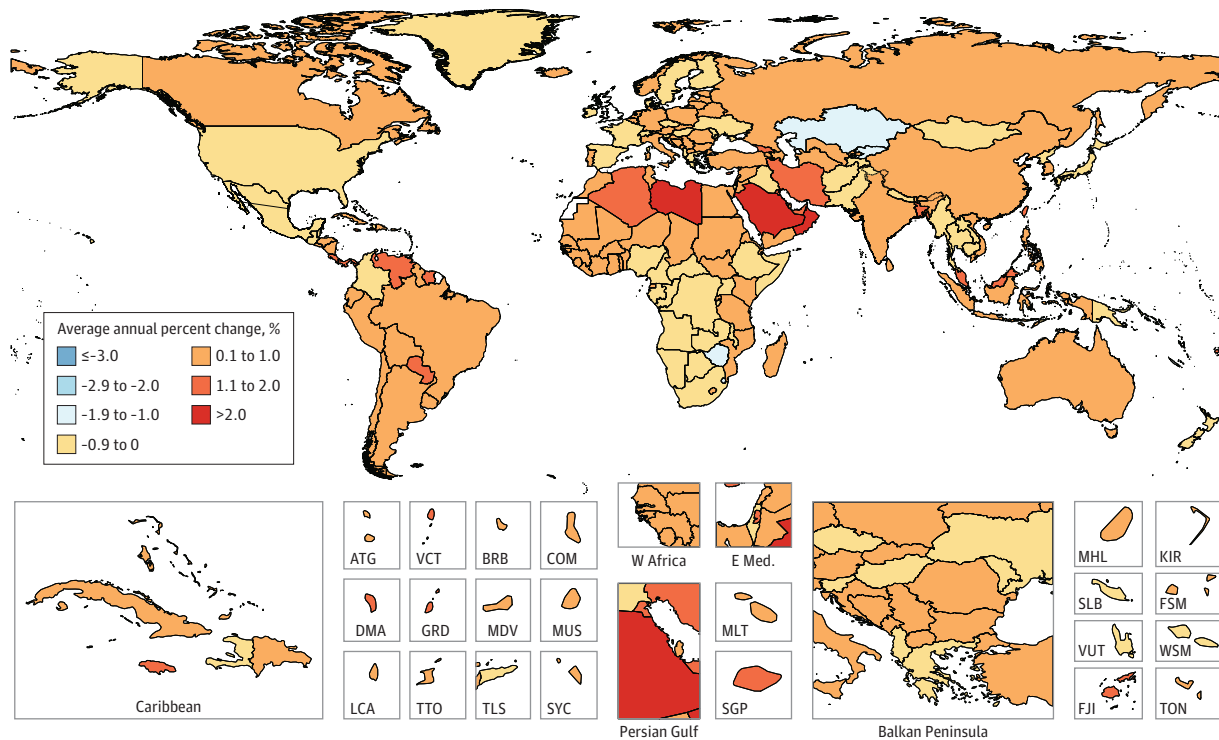 Average annual percent change, %
≤-3.0
-2.9 to -2.0
-1.9 to -1.0
-0.9 to 0
0.1 to 1.0
1.1 to 2.0
>2.0
Caribbean
ATG
VCT
BRB
COM
DMA
GRD
MDV
MUS
LCA
TTO
TLS
SYC
W Africa
E Med.
Persian Gulf
MLT
SGP
Balkan Peninsula
MHL
KIR
SLB
FSM
VUT
WSM
FJI
TON